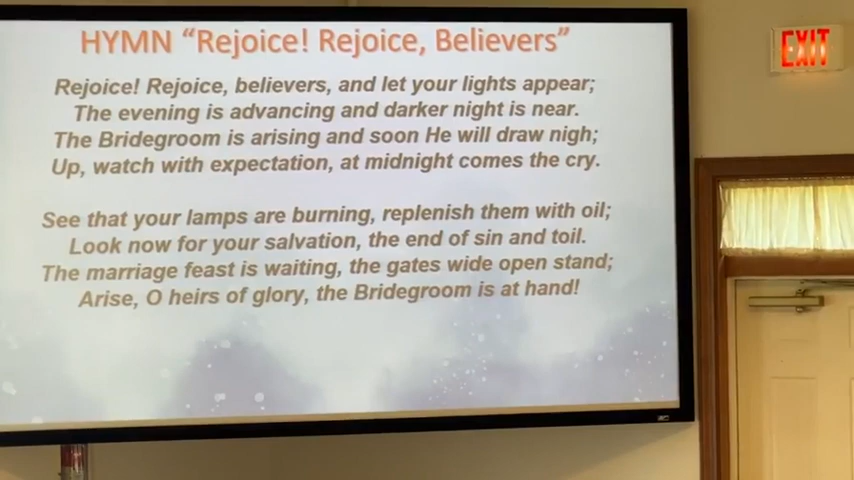 HYMN "Rejoice! Rejoice, Believers"
Rejoice! Rejoice, believers, and let your lights appear;
The evening is advancing and darker night is near.
The Bridegroom is arising and soon He will draw nigh;
Up, watch with expectation, at midnight comes the cry.
See that your lamps are burning, replenish them with oil;
Look now for your salvation, the end of sin and toil.
The marriage feast is waiting, the gates wide open stand;
Arise, O heirs of glory, the Bridegroom is at hand!
EXIT